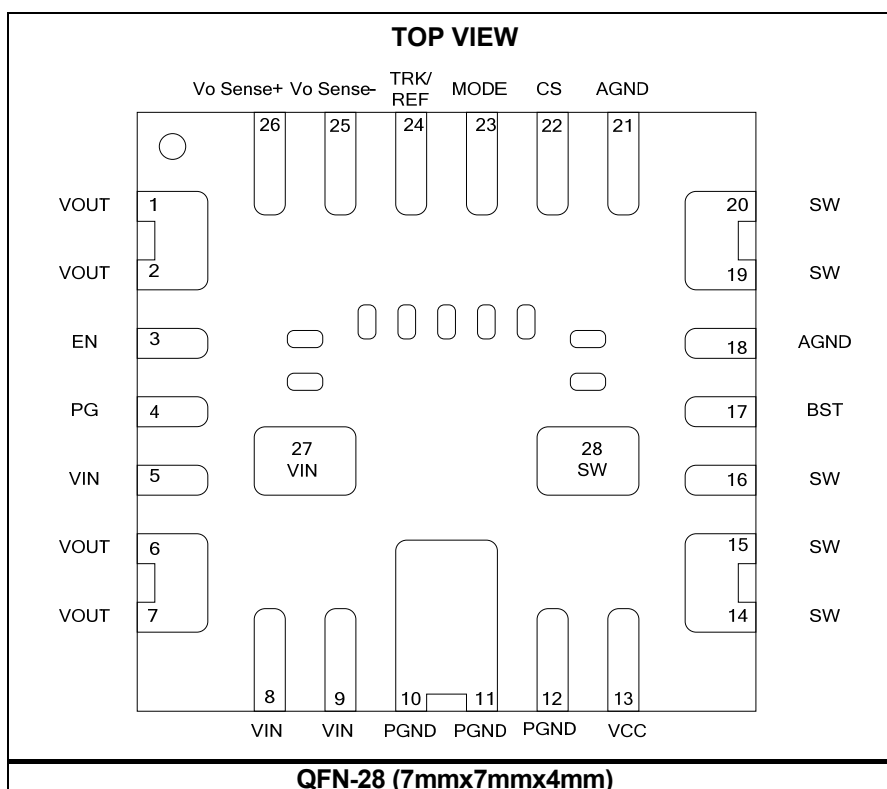 TOP VIEW
Vo Sense+ Vo Sense- TRK/ REF MODE CS AGND
26 25 24 23 22 21
VOUT 1 20 SW
VOUT 2 19 SW
EN 3 18 AGND
PG 4 17 BST
27 VIN
28 SW
VIN 5 16 SW
VOUT 6 15 SW
VOUT 7 14 SW
8 9 10 11 12 13
VIN VIN PGND PGND PGND VCC
QFN-28 (7mmx7mmx4mm)